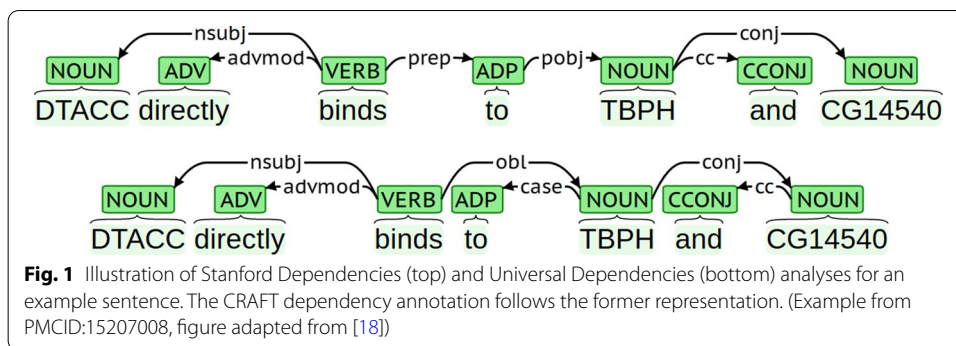 nsubj conj
advmod prep pobj cc
NOUN ADV VERB ADP NOUN CCONJ NOUN
DTACC directly binds to TBPH and CG14540
nsubj obl conj
advmod case cc
NOUN ADV VERB ADP NOUN CCONJ NOUN
DTACC directly binds to TBPH and CG14540
Fig. 1 Illustration of Stanford Dependencies (top) and Universal Dependencies (bottom) analyses for an
example sentence. The CRAFT dependency annotation follows the former representation. (Example from
PMCID:15207008, figure adapted from [18])